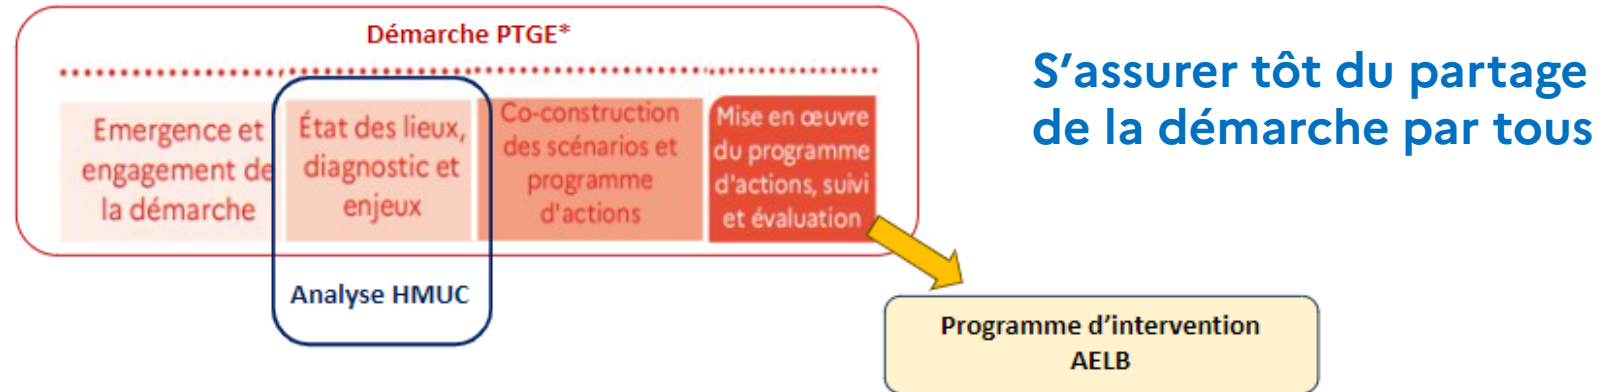 Démarche PTGE*
Emergence et
engagement de
la démarche
État des lieux,
diagnostic et
enjeux
Co-construction
des scénarios et
programme
d'actions
Mise en œuvre
du programme
d'actions, suivi
et évaluation
Analyse HMUC
Programme d'intervention
AELB
S'assurer tôt du partage
de la démarche par tous